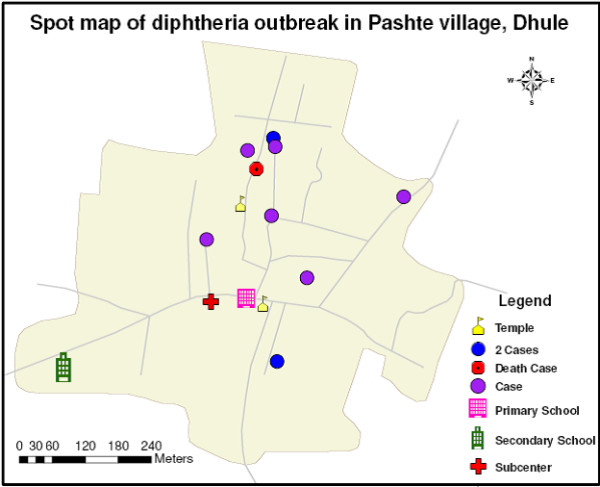 Spot map of diphtheria outbreak in Pashte village, Dhule
N
W E
S
Legend
Temple
2 Cases
Death Case
Case
Primary School
Secondary School
Subcenter
0 30 60 120 180 240
Meters